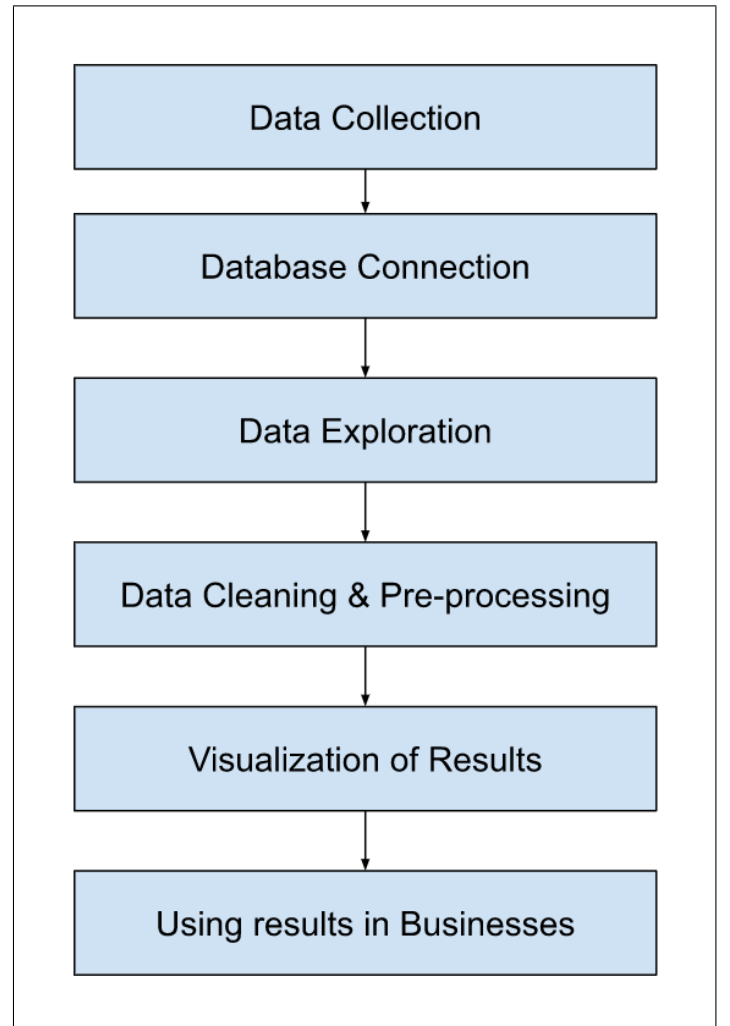 Data Collection
Database Connection
Data Exploration
Data Cleaning & Pre-processing
Visualization of Results
Using results in Businesses